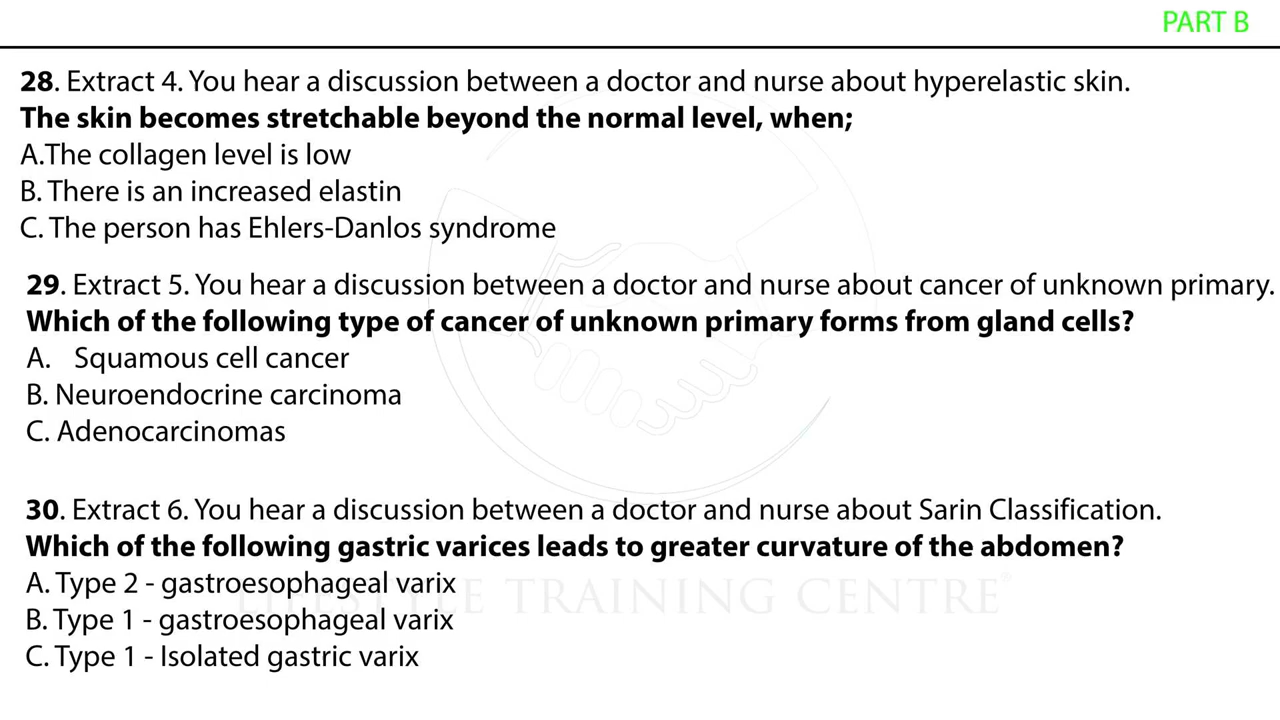 PART B
28. Extract 4. You hear a discussion between a doctor and nurse about hyperelastic skin.
The skin becomes stretchable beyond the normal level, when;
A.The collagen level is low
B. There is an increased elastin
C. The person has Ehlers-Danlos syndrome
29. Extract 5. You hear a discussion between a doctor and nurse about cancer of unknown primary.
Which of the following type of cancer of unknown primary forms from gland cells?
A. Squamous cell cancer
B. Neuroendocrine carcinoma
C. Adenocarcinomas
30. Extract 6. You hear a discussion between a doctor and nurse about Sarin Classification.
Which of the following gastric varices leads to greater curvature of the abdomen?
A. Type 2 - gastroesophageal varix
LIFESTYLE TRAINING CENTRE®
B. Type 1 - gastroesophageal varix
C. Type 1 - Isolated gastric varix